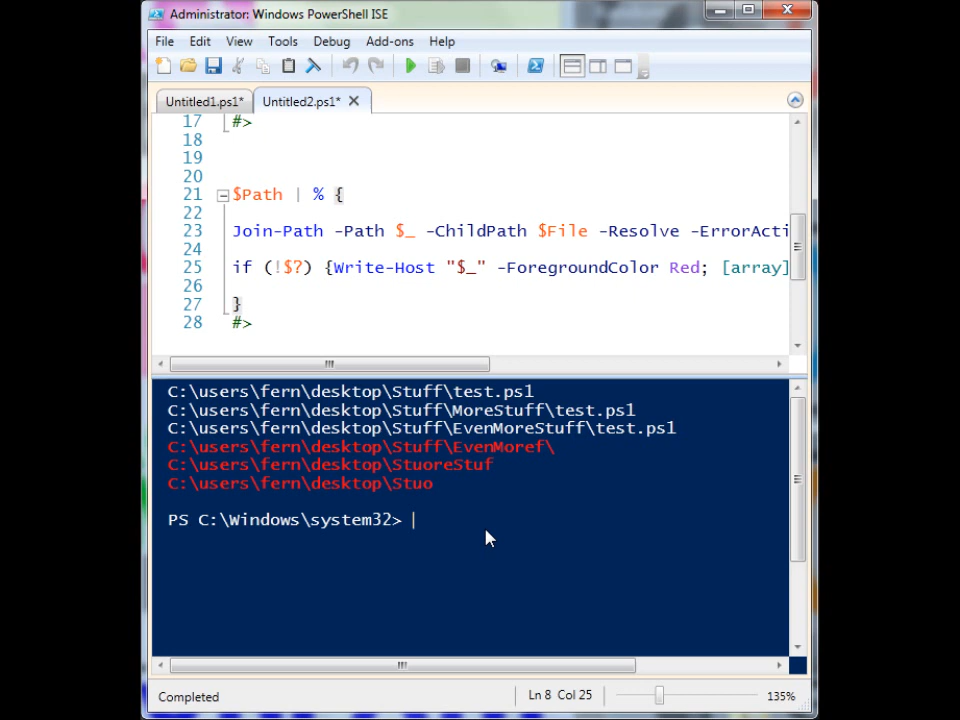 Administrator: Windows PowerShell ISE
File Edit View Tools Debug Add-ons Help
Untitled1.ps1* Untitled2.ps1*
17 #>
18
19
20
21 $Path | % {
22
23 Join-Path -Path $_ -ChildPath $File -Resolve -ErrorActi
24
25 if (!$?) {Write-Host "$_" -ForegroundColor Red; [array]
26
27 }
28 #>
C:\users\fern\desktop\Stuff\test.ps1
C:\users\fern\desktop\Stuff\MoreStuff\test.ps1
C:\users\fern\desktop\Stuff\EvenMoreStuff\test.ps1
C:\users\fern\desktop\Stuff\EvenMoref\
C:\users\fern\desktop\StuoreStuf
C:\users\fern\desktop\Stuo
PS C:\Windows\system32>
Completed Ln 8 Col 25 135%